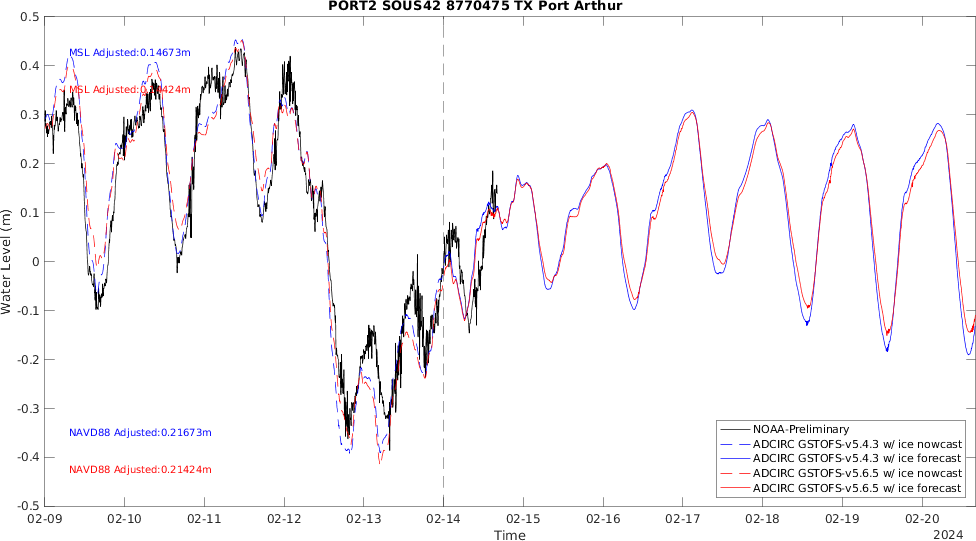 PORT2 SOUS42 8770475 TX Port Arthur
0.5
0.4
0.3
0.2
0.1
0
-0.1
-0.2
-0.3
-0.4
-0.5
Water Level (m)
MSL Adjusted:0.14673m
MSL Adjusted:0.14424m
NAVD88 Adjusted:0.21673m
NAVD88 Adjusted:0.21424m
NOAA-Preliminary
ADCIRC GSTOFS-v5.4.3 w/ ice nowcast
ADCIRC GSTOFS-v5.4.3 w/ ice forecast
ADCIRC GSTOFS-v5.6.5 w/ ice nowcast
ADCIRC GSTOFS-v5.6.5 w/ ice forecast
02-09 02-10 02-11 02-12 02-13 02-14 02-15 02-16 02-17 02-18 02-19 02-20
Time
2024